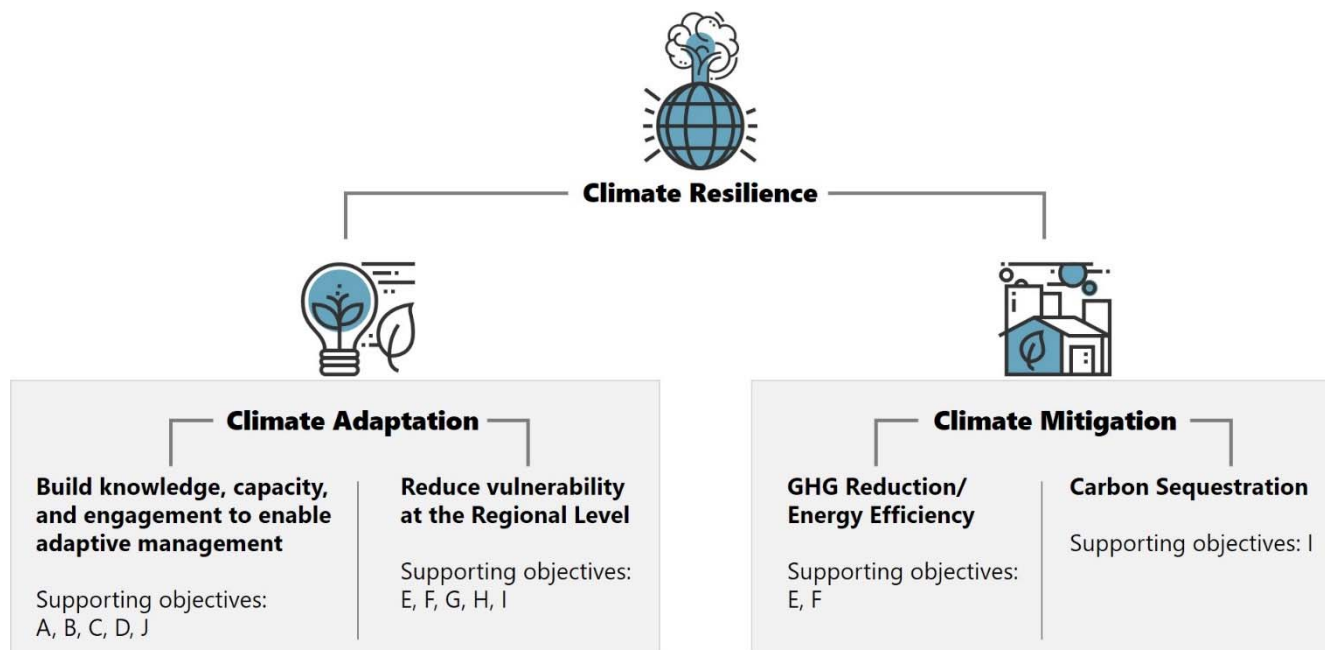 Climate Resilience
Climate Adaptation
Build knowledge, capacity,
and engagement to enable
adaptive management
Supporting objectives:
A, B, C, D, J
Reduce vulnerability
at the Regional Level
Supporting objectives:
E, F, G, H, I
Climate Mitigation
GHG Reduction/
Energy Efficiency
Supporting objectives:
E, F
Carbon Sequestration
Supporting objectives: I